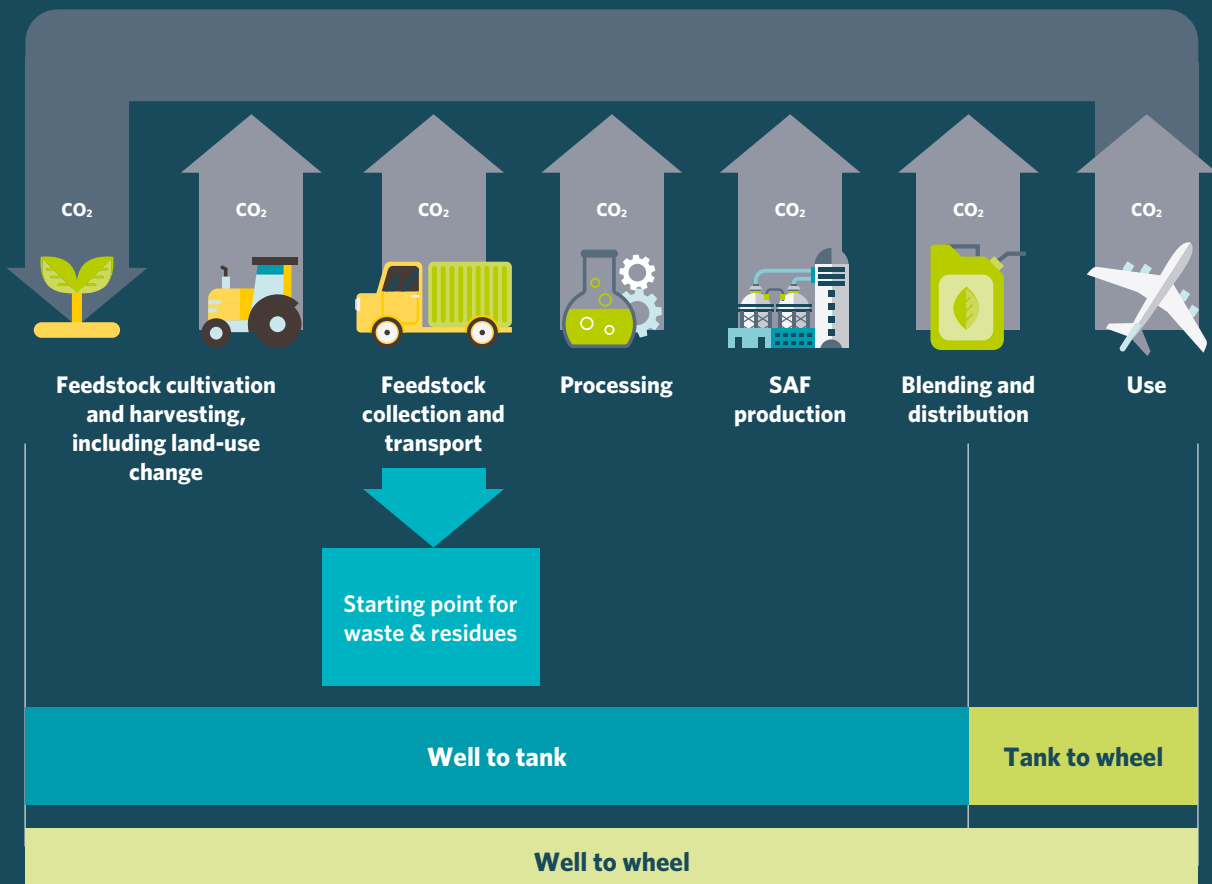 CO₂
CO₂
CO₂
CO₂
CO₂
CO₂
CO₂
Feedstock cultivation
and harvesting,
including land-use
change
Feedstock
collection and
transport
Processing
SAF
production
Blending and
distribution
Use
Starting point for
waste & residues
Well to tank
Tank to wheel
Well to wheel